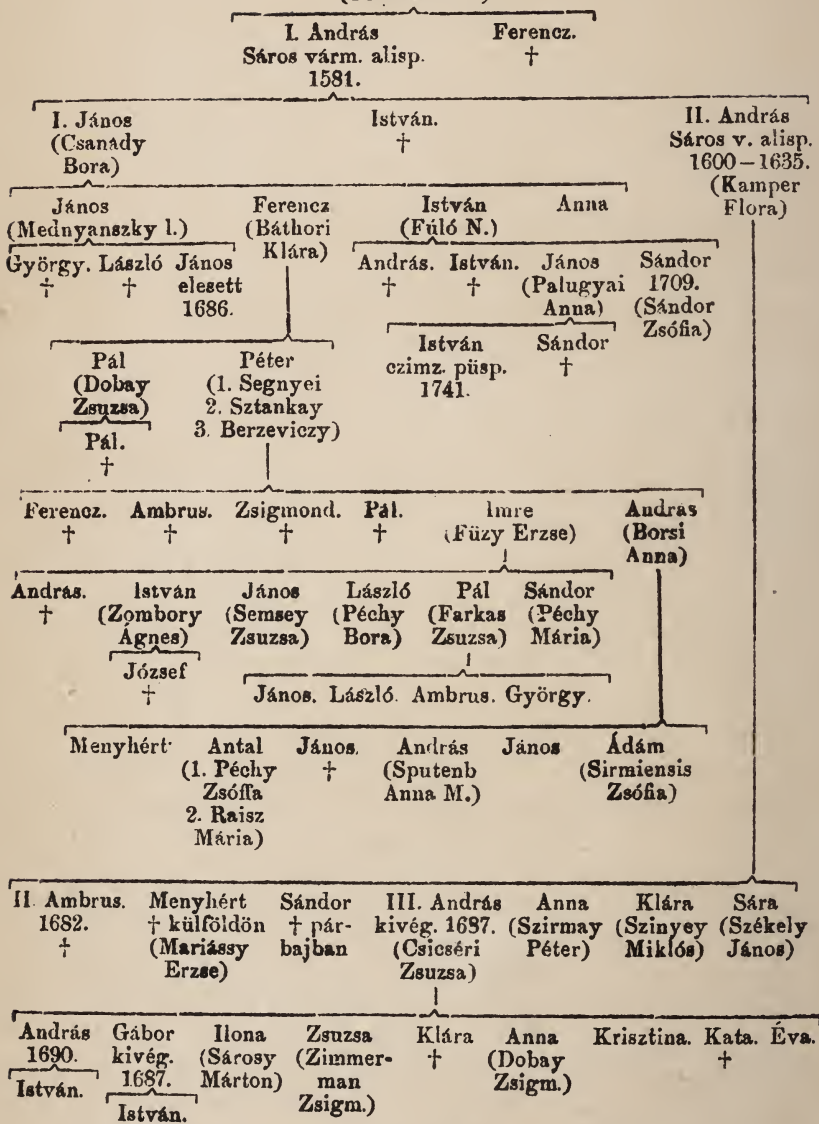 I. András Ferencz.
Sáros várm. alisp. †
1581.
I. János István. II. András
(Csanády † Sáros v. alisp.
Bora) 1600–1635.
(Kamper
Flora)
János Ferencz István Anna
(Mednyanszky l.) (Báthori (Fúló N.)
Klára)
György. László János András. István. János Sándor
† † elesett † † (Palugyai 1709.
1686. Anna) (Sándor
Zsófia)
István Sándor
czimz. püsp. †
1741.
Pál Péter
(Dobay (1. Segnyei
Zsuzsa) 2. Sztankay
3. Berzeviczy)
Pál.
†
Ferencz. Ambrus. Zsigmond. Pál. Imre András
† † † † (Füzy Erzse) (Borsi
Anna)
András. István János László Pál Sándor
† (Zombory (Semsey (Péchy (Farkas (Péchy
Ágnes) Zsuzsa) Bora) Zsuzsa) Mária)
József
†
János. László. Ambrus. György.
Menyhért Antal János. András János Ádám
(1. Péchy † (Sputenb (Sirmiensis
Zsóffa Anna M.) Zsófia)
2. Raisz
Mária)
II. Ambrus. Menyhért Sándor III. András Anna Klára Sára
1682. † külföldön † pár- kivég. 1687. (Szirmay (Szinyey (Székely
† (Mariássy bajban (Csicséri Péter) Miklós) János)
Erzse) Zsuzsa)
András Gábor Ilona Zsuzsa Klára Anna Krisztina. Kata. Éva.
1690. kivég. (Sárosy (Zimmer- † (Dobay †
1687. Márton) man Zsigm.)
Zsigm.)
István.
István.